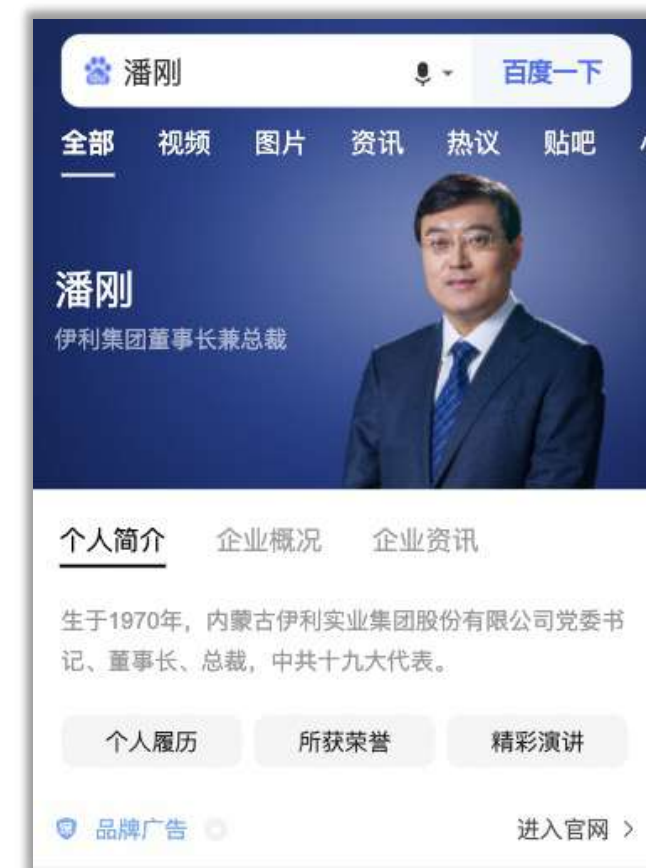 潘刚
百度一下
全部 视频 图片 资讯 热议 贴吧
潘刚
伊利集团董事长兼总裁
个人简介 企业概况 企业资讯
生于1970年，内蒙古伊利实业集团股份有限公司党委书
记、董事长、总裁，中共十九大代表。
个人履历 所获荣誉 精彩演讲
品牌广告 进入官网 >